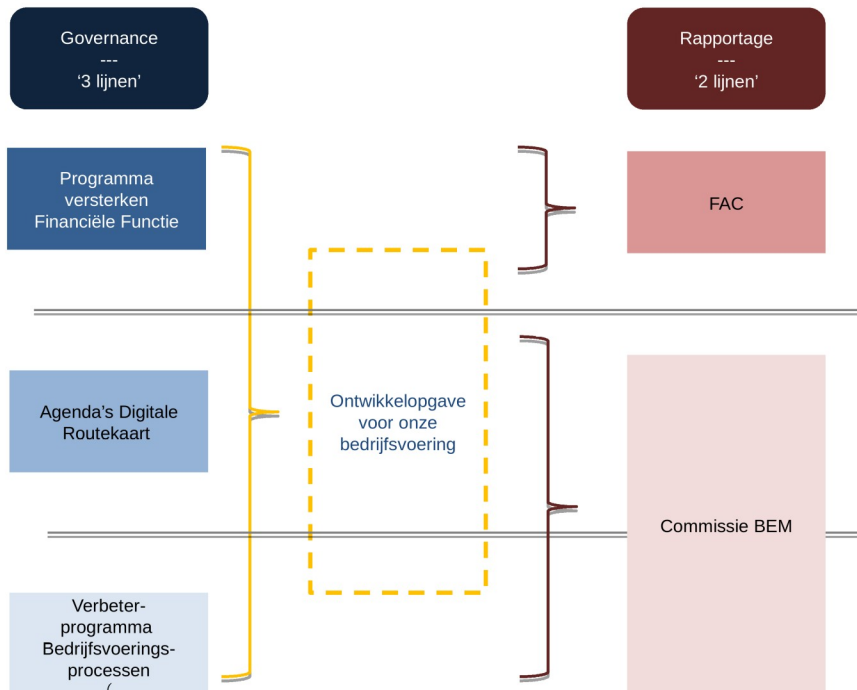 Governance
---
‘3 lijnen’
Rapportage
---
‘2 lijnen’
Programma
versterken
Financiële Functie
FAC
Agenda’s Digitale
Routekaart
Ontwikkelopgave
voor onze
bedrijfsvoering
Commissie BEM
Verbeter-
programma
Bedrijfsvoerings-
processen